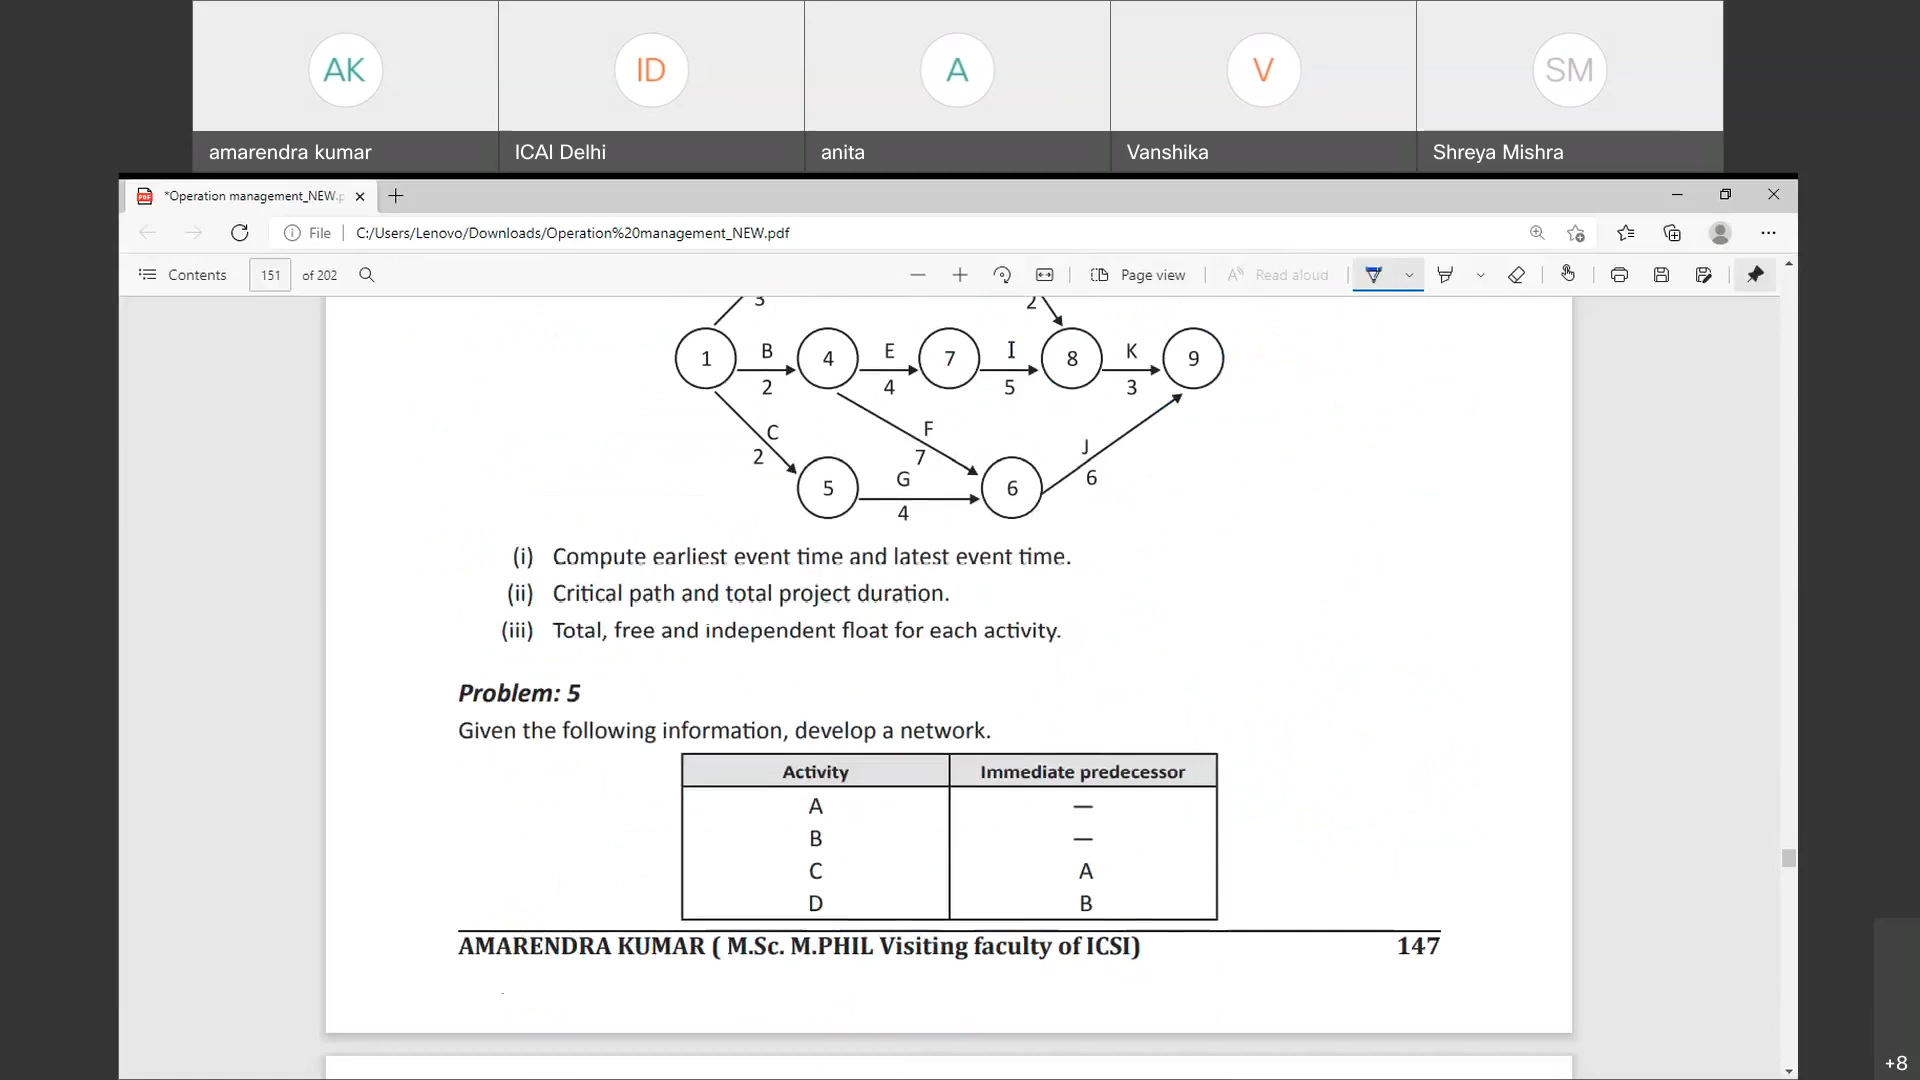 AK
ID
A
V
SM
amarendra kumar
ICAI Delhi
anita
Vanshika
Shreya Mishra
*Operation management_NEW.p
File
C:/Users/Lenovo/Downloads/Operation%20management_NEW.pdf
Contents
151
of 202
Page view
Read aloud
3
2
1
B
2
4
E
4
7
I
5
8
K
3
9
C
2
F
7
J
6
5
G
4
6
(i) Compute earliest event time and latest event time.
(ii) Critical path and total project duration.
(iii) Total, free and independent float for each activity.
Problem: 5
Given the following information, develop a network.
Activity Immediate predecessor
A —
B —
C A
D B
AMARENDRA KUMAR ( M.Sc. M.PHIL Visiting faculty of ICSI) 147
+8